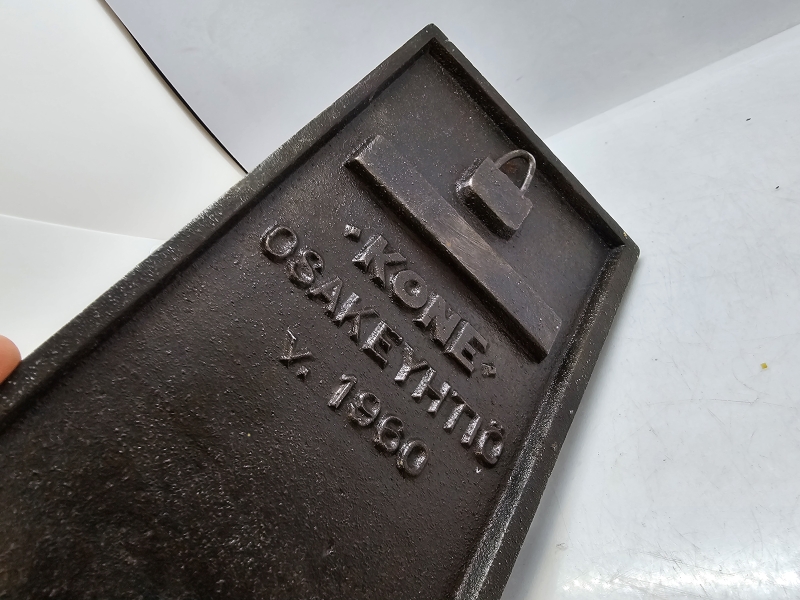 ·KONE·
OSAKEYHTIÖ
V. 1960